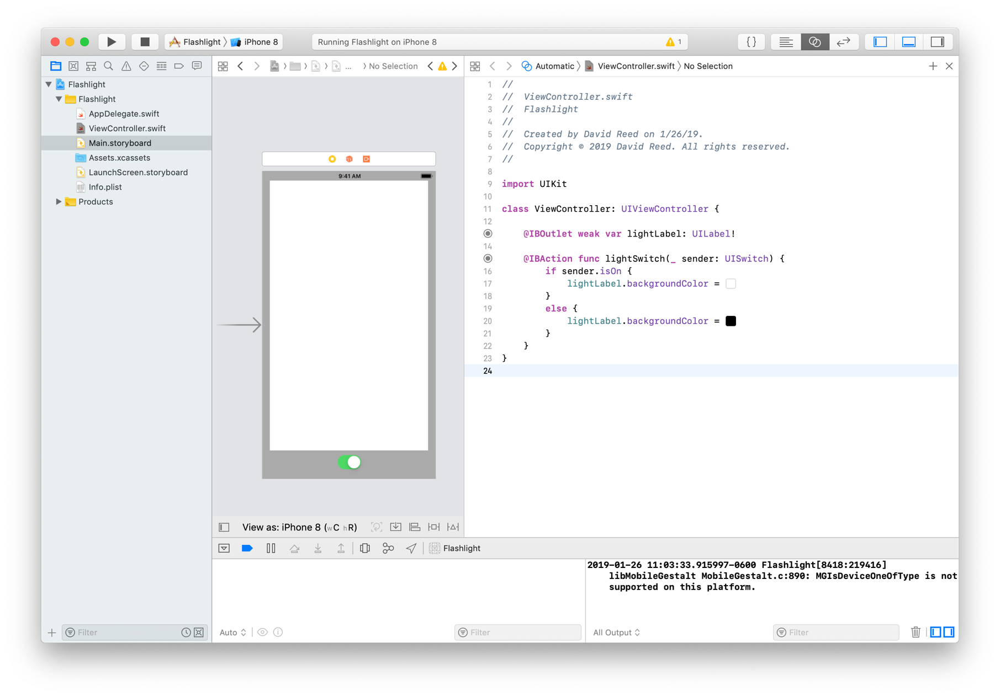 Flashlight iPhone 8
Running Flashlight on iPhone 8
1
{}
... No Selection
Automatic ViewController.swift No Selection
Flashlight
Flashlight
AppDelegate.swift
ViewController.swift
Main.storyboard
Assets.xcassets
LaunchScreen.storyboard
Info.plist
Products
9:41 AM
1 //
2 //  ViewController.swift
3 //  Flashlight
4 //
5 //  Created by David Reed on 1/26/19.
6 //  Copyright © 2019 David Reed. All rights reserved.
7 //
8
9 import UIKit
10
11 class ViewController: UIViewController {
12
@IBOutlet weak var lightLabel: UILabel!
14
@IBAction func lightSwitch(_ sender: UISwitch) {
16 if sender.isOn {
17 lightLabel.backgroundColor =
18 }
19 else {
20 lightLabel.backgroundColor =
21 }
22 }
23 }
24
View as: iPhone 8 (wC hR)
Flashlight
2019-01-26 11:03:33.915997-0600 Flashlight[8418:219416]
libMobileGestalt MobileGestalt.c:890: MGIsDeviceOneOfType is not
supported on this platform.
Filter
Auto
Filter
All Output
Filter